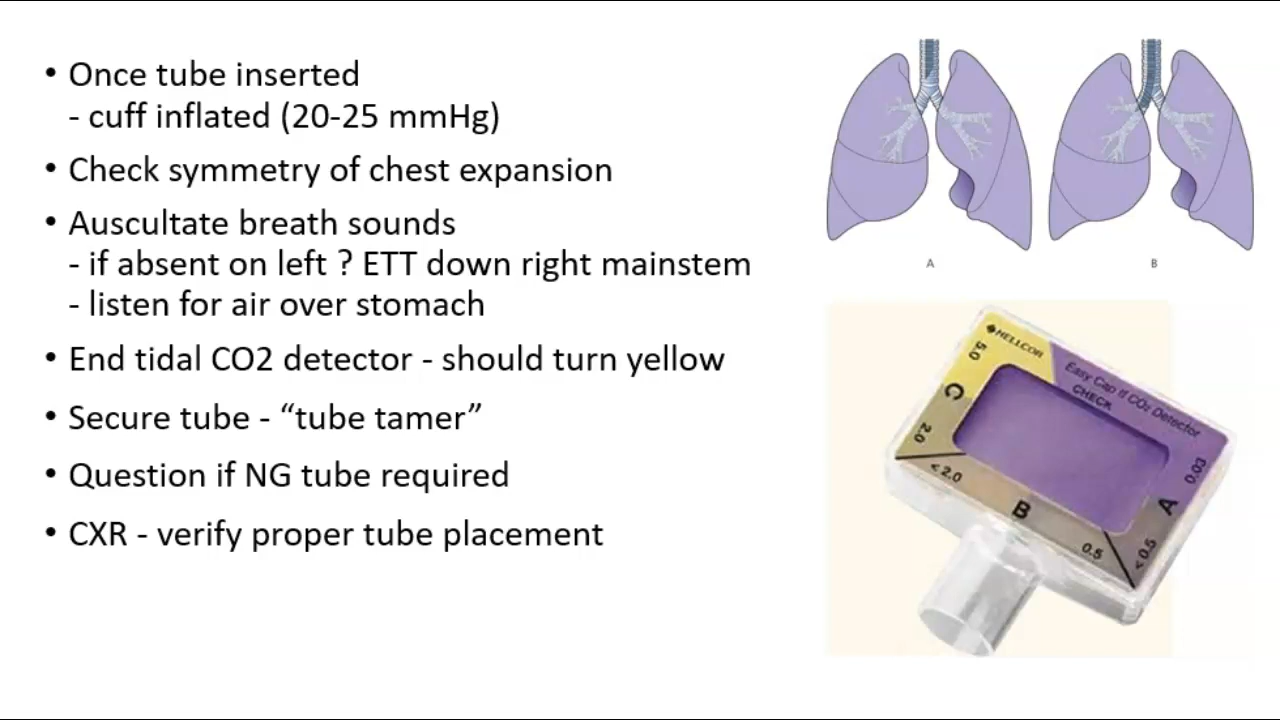 • Once tube inserted
- cuff inflated (20-25 mmHg)
• Check symmetry of chest expansion
• Auscultate breath sounds
- if absent on left ? ETT down right mainstem
- listen for air over stomach
• End tidal CO2 detector - should turn yellow
• Secure tube - “tube tamer”
• Question if NG tube required
• CXR - verify proper tube placement
A
B
HELLCOR
Easy Cap II CO₂ Detector
CHECK
5.0
C
2.0
<2.0
B
0.5
<0.5
A
0.03